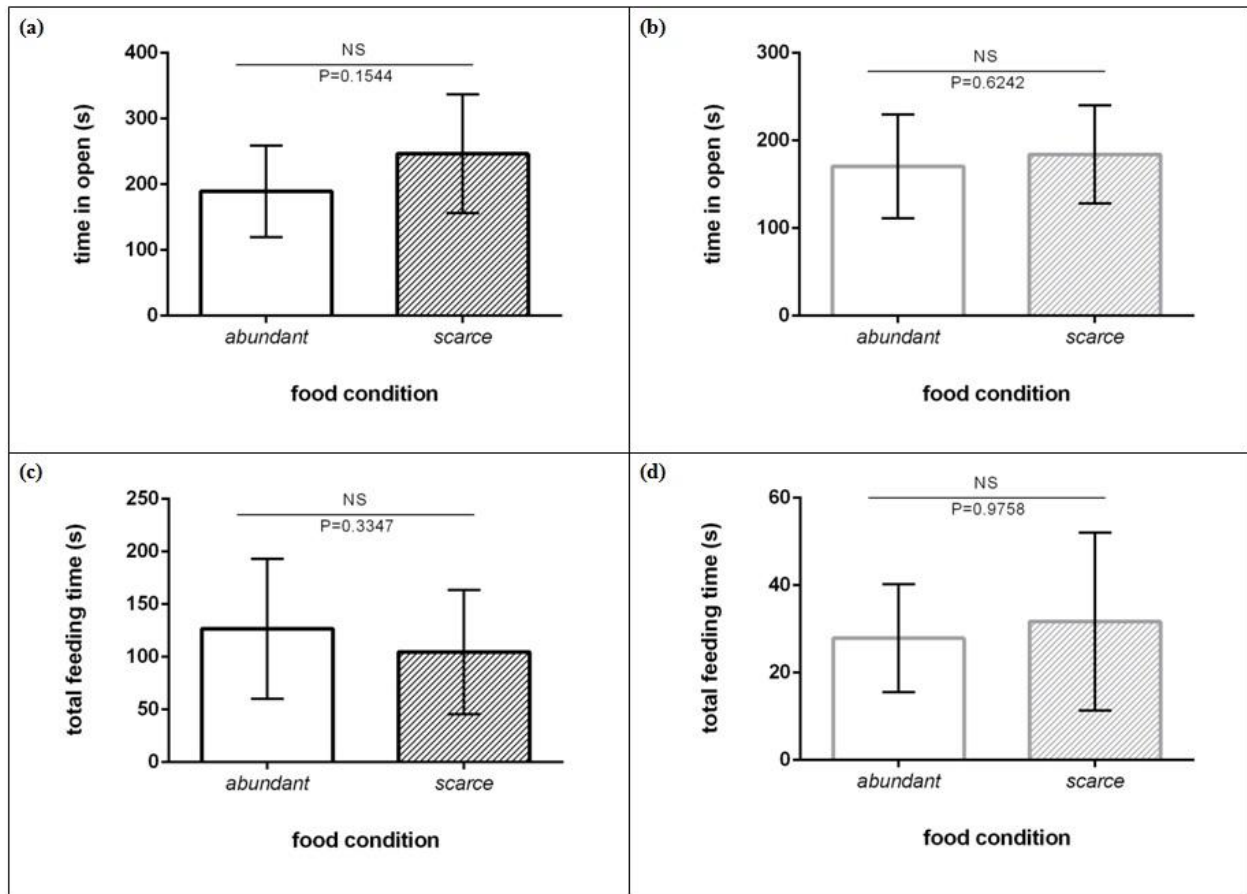 (a)
NS
P=0.1544
400
300
200
100
0
time in open (s)
abundant
scarce
food condition
(b)
NS
P=0.6242
300
200
100
0
time in open (s)
abundant
scarce
food condition
(c)
NS
P=0.3347
250
200
150
100
50
0
total feeding time (s)
abundant
scarce
food condition
(d)
NS
P=0.9758
60
40
20
0
total feeding time (s)
abundant
scarce
food condition